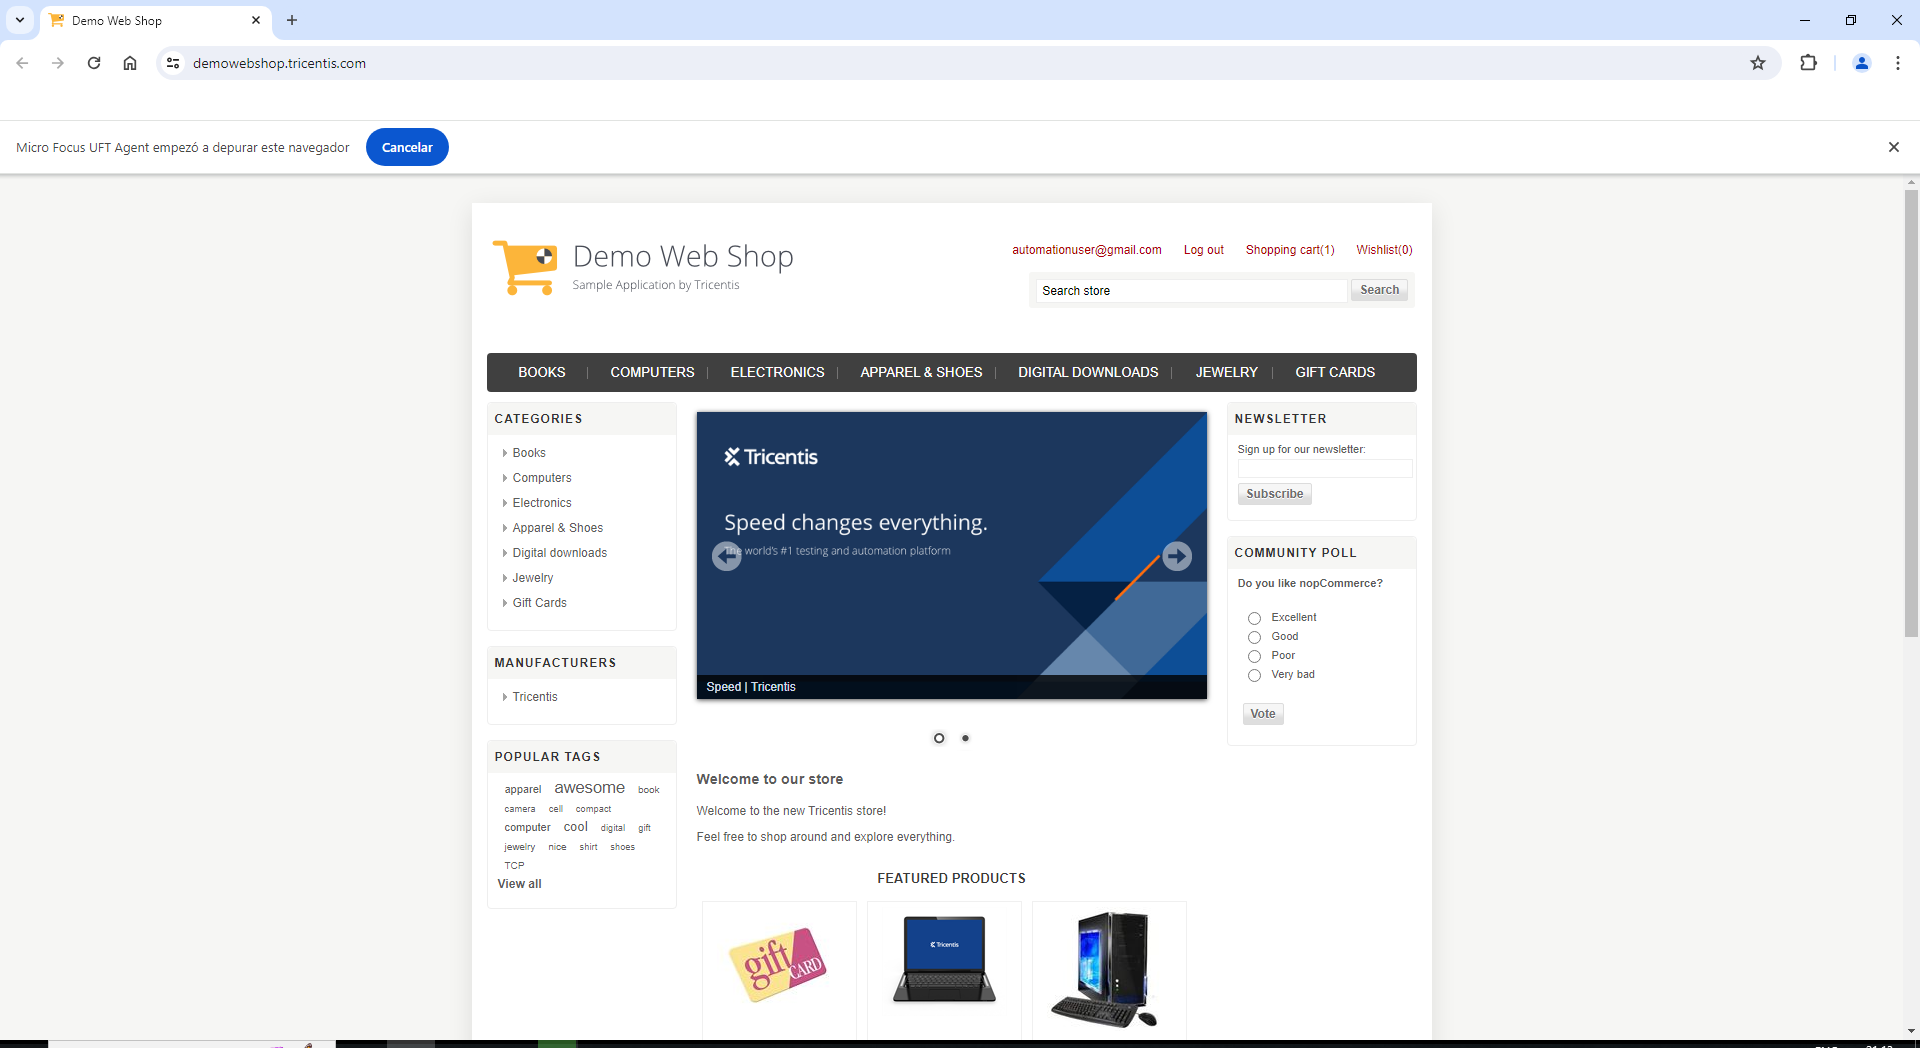 Demo Web Shop
demowebshop.tricentis.com
Micro Focus UFT Agent empezó a depurar este navegador
Cancelar
Demo Web Shop
Sample Application by Tricentis
automationuser@gmail.com Log out Shopping cart(1) Wishlist(0)
Search store Search
BOOKS COMPUTERS ELECTRONICS APPAREL & SHOES DIGITAL DOWNLOADS JEWELRY GIFT CARDS
CATEGORIES
Books
Computers
Electronics
Apparel & Shoes
Digital downloads
Jewelry
Gift Cards
MANUFACTURERS
Tricentis
POPULAR TAGS
apparel awesome book
camera cell compact
computer cool digital gift
jewelry nice shirt shoes
TCP
View all
Tricentis
Speed changes everything.
The world's #1 testing and automation platform
Speed | Tricentis
Welcome to our store
Welcome to the new Tricentis store!
Feel free to shop around and explore everything.
FEATURED PRODUCTS
gift CARD
Tricentis
NEWSLETTER
Sign up for our newsletter:
Subscribe
COMMUNITY POLL
Do you like nopCommerce?
Excellent
Good
Poor
Very bad
Vote